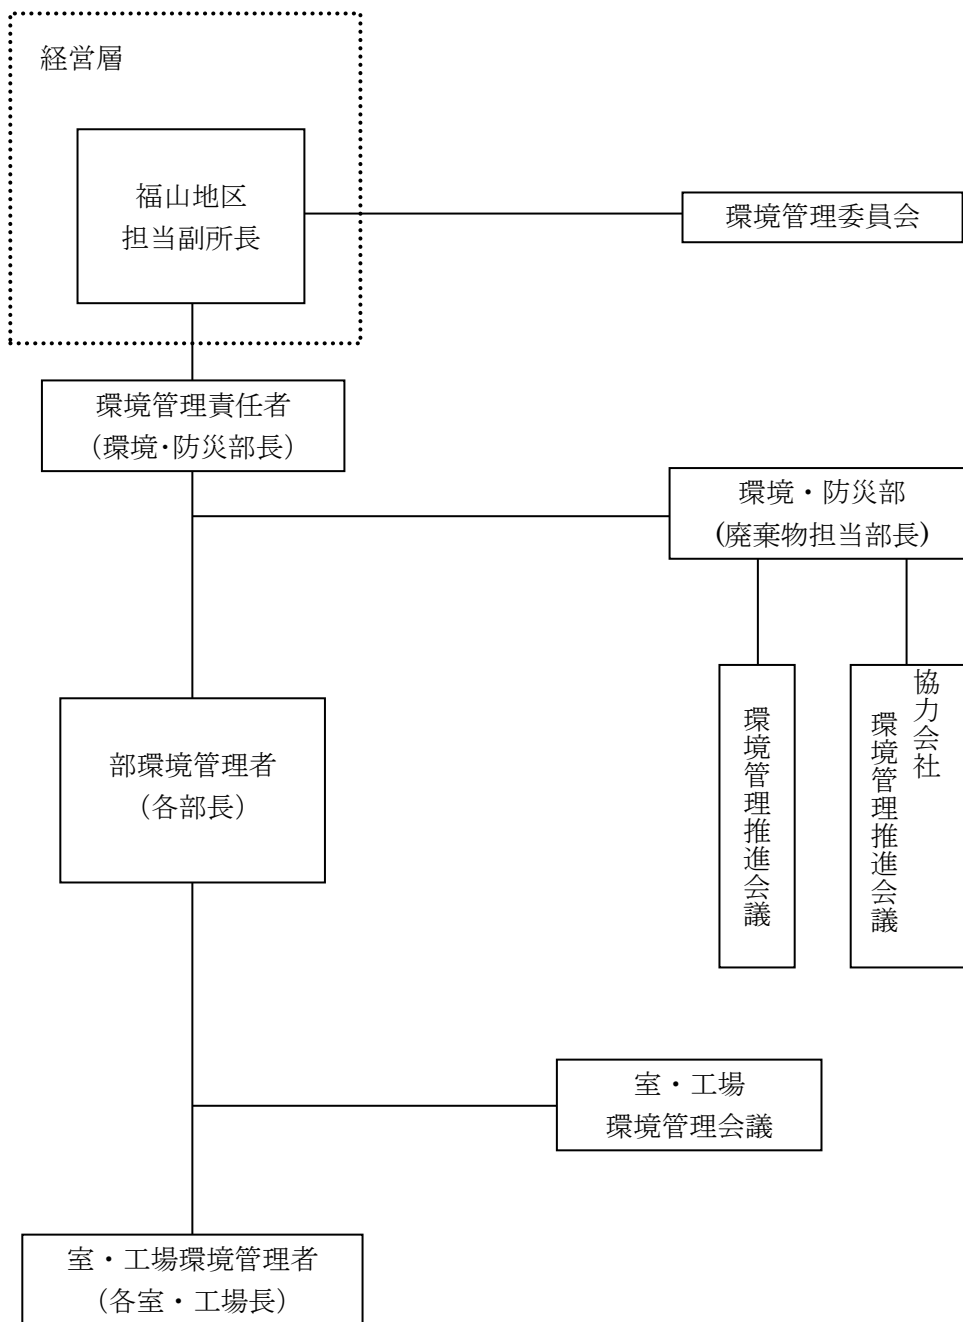 経営層
福山地区
担当副所長
環境管理委員会
環境管理責任者
（環境･防災部長）
環境・防災部
(廃棄物担当部長)
部環境管理者
（各部長）
環境管理推進会議
協力会社
環境管理推進会議
室・工場
環境管理会議
室・工場環境管理者
（各室・工場長）